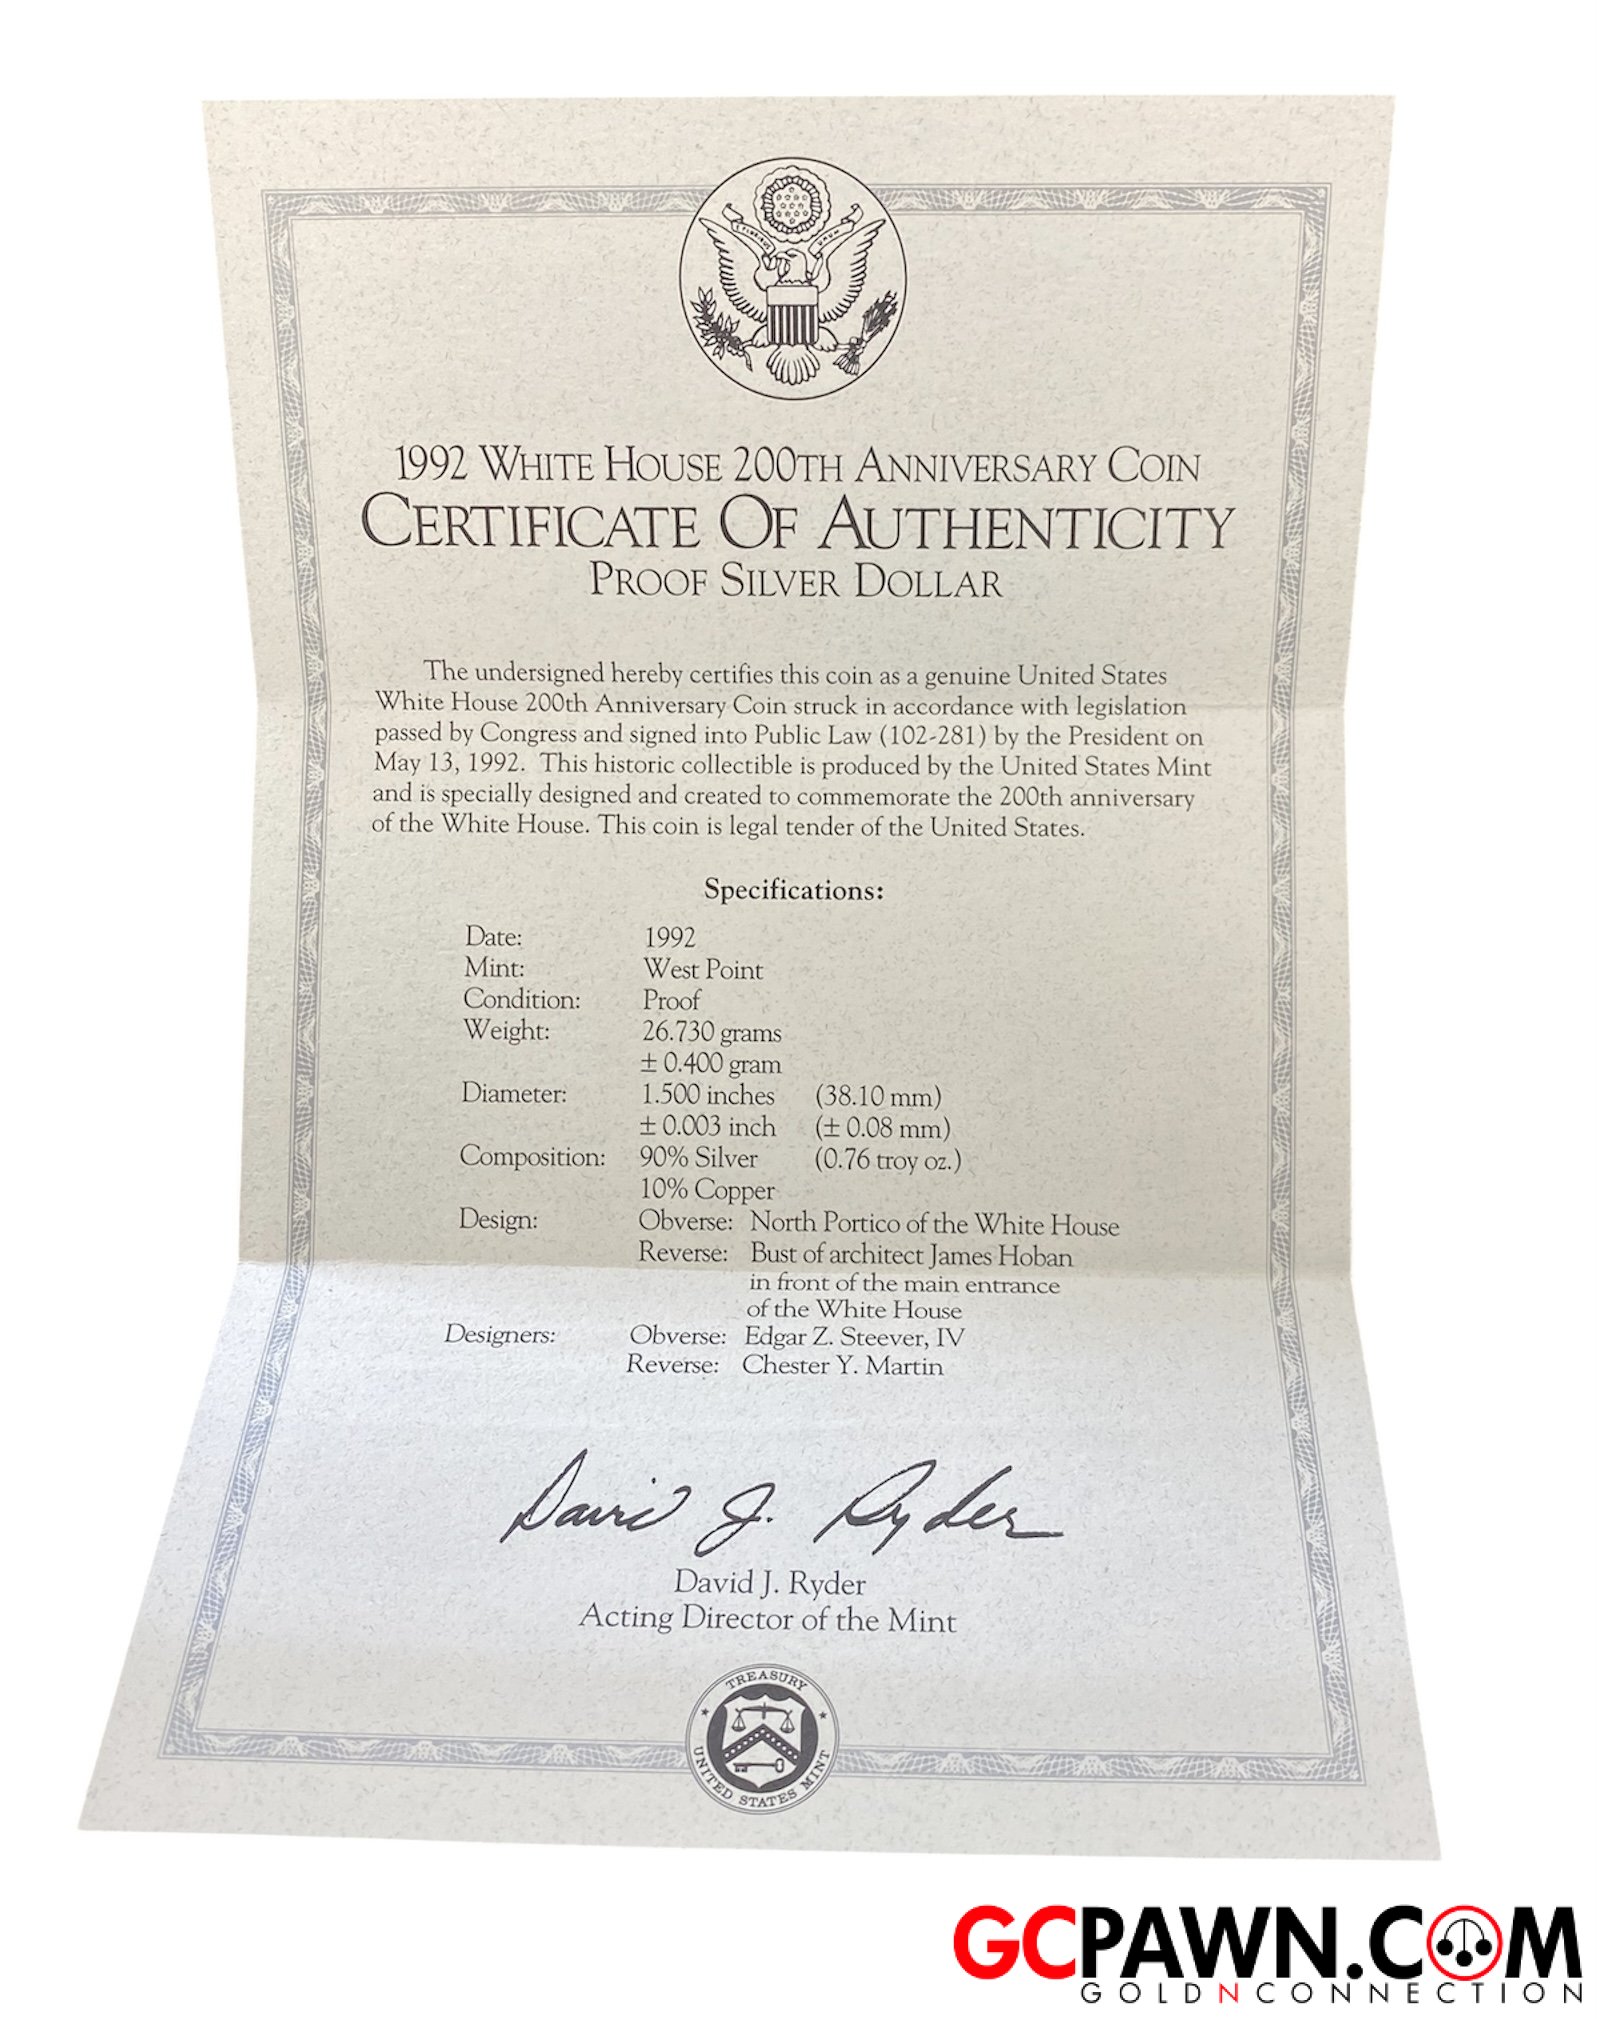 E PLURIBUS UNUM
1992 WHITE HOUSE 200TH ANNIVERSARY COIN
CERTIFICATE OF AUTHENTICITY
PROOF SILVER DOLLAR
The undersigned hereby certifies this coin as a genuine United States
White House 200th Anniversary Coin struck in accordance with legislation
passed by Congress and signed into Public Law (102-281) by the President on
May 13, 1992. This historic collectible is produced by the United States Mint
and is specially designed and created to commemorate the 200th anniversary
of the White House. This coin is legal tender of the United States.
Specifications:
Date: 1992
Mint: West Point
Condition: Proof
Weight: 26.730 grams
± 0.400 gram
Diameter: 1.500 inches (38.10 mm)
± 0.003 inch (± 0.08 mm)
Composition: 90% Silver (0.76 troy oz.)
10% Copper
Design: Obverse: North Portico of the White House
Reverse: Bust of architect James Hoban
in front of the main entrance
of the White House
Designers: Obverse: Edgar Z. Steever, IV
Reverse: Chester Y. Martin
David J. Ryder
David J. Ryder
Acting Director of the Mint
TREASURY
UNITED STATES MINT
GCPAWN.COM
GOLDNCONNECTION